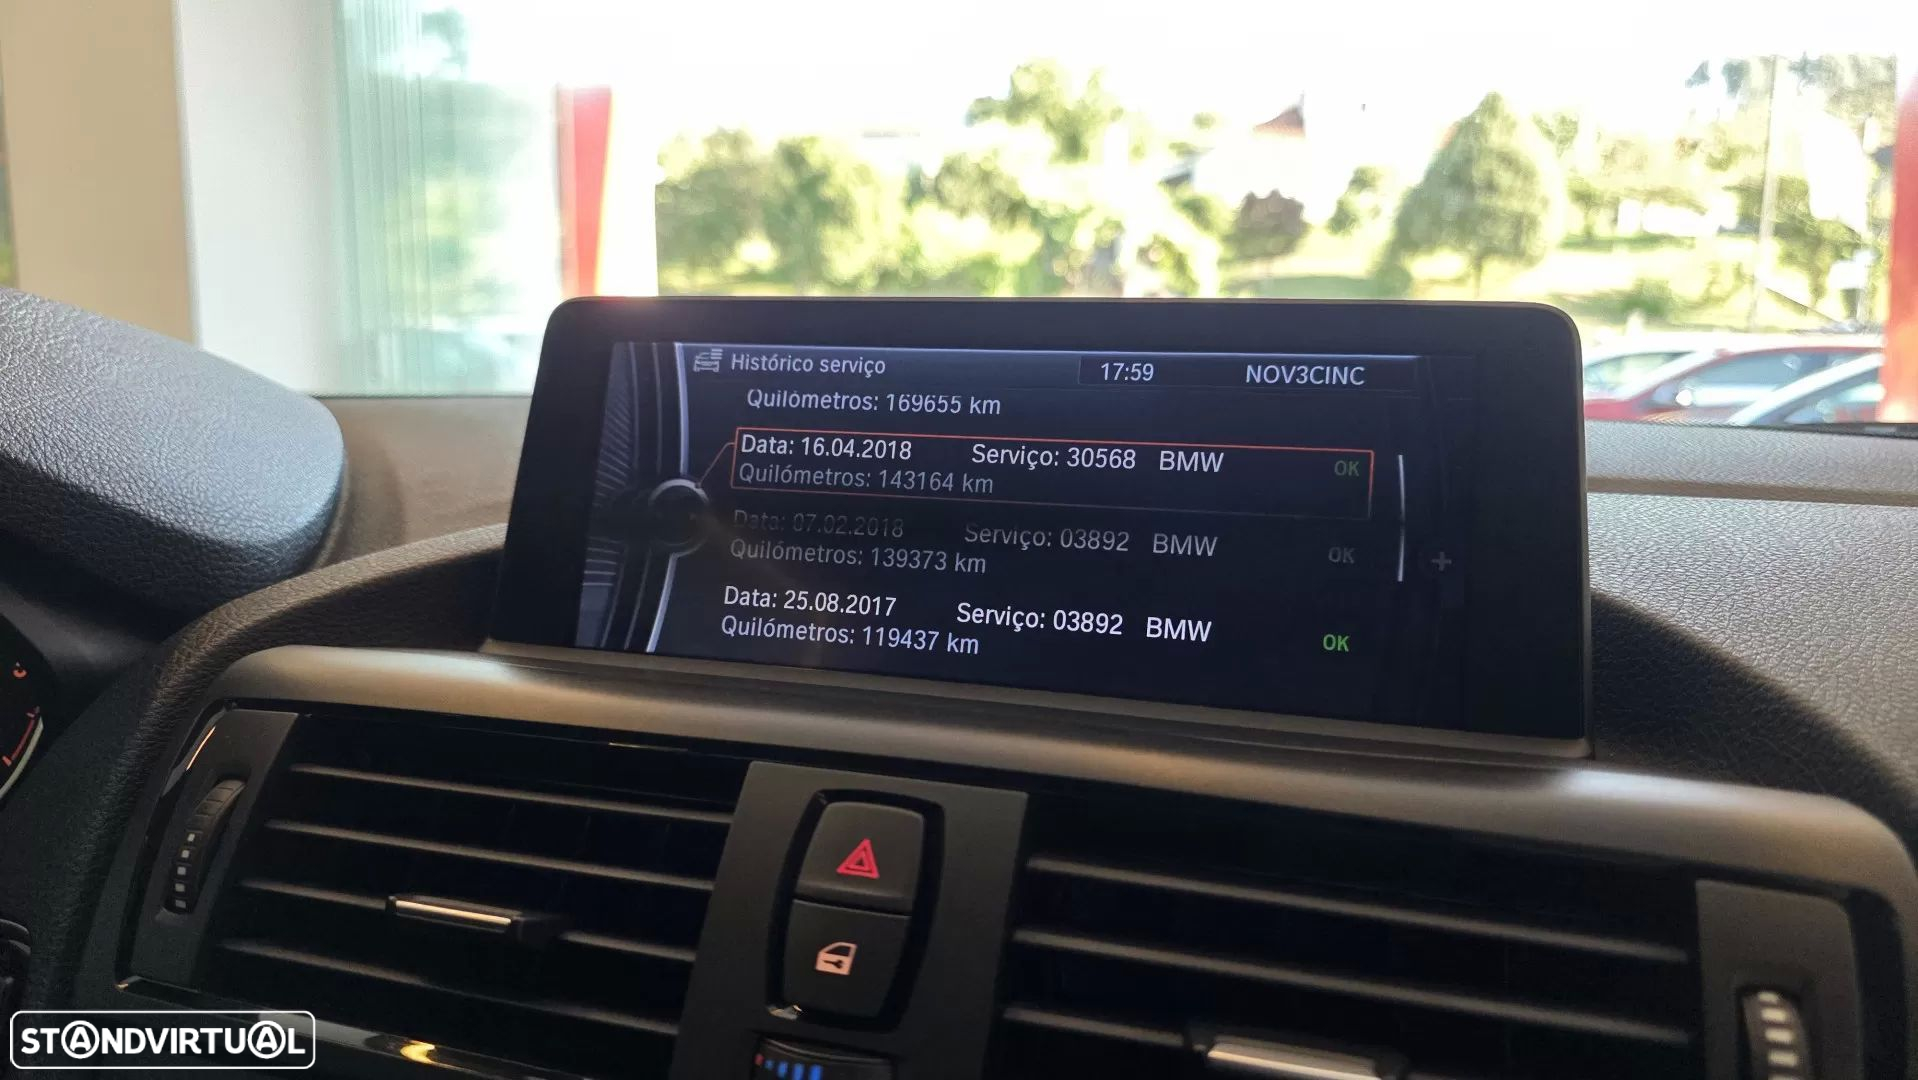 Histórico serviço 17:59 NOV3CINC
Quilómetros: 169655 km
Data: 16.04.2018 Serviço: 30568 BMW OK
Quilómetros: 143164 km
Data: 07.02.2018 Serviço: 03892 BMW OK
Quilómetros: 139373 km
Data: 25.08.2017 Serviço: 03892 BMW OK
Quilómetros: 119437 km
STANDVIRTUAL